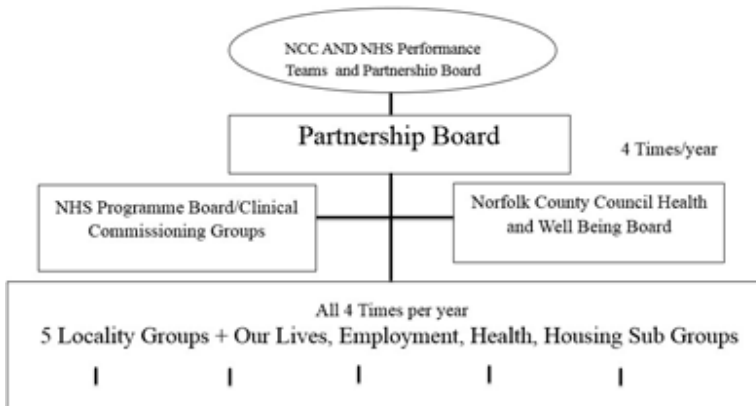 NCC AND NHS Performance
Teams and Partnership Board
Partnership Board
4 Times/year
NHS Programme Board/Clinical
Commissioning Groups
Norfolk County Council Health
and Well Being Board
All 4 Times per year
5 Locality Groups + Our Lives, Employment, Health, Housing Sub Groups